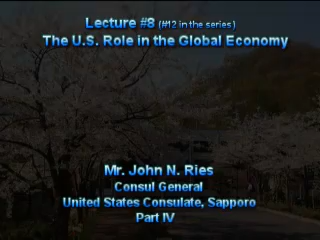 Lecture #8 (#12 in the series)
The U.S. Role in the Global Economy
Mr. John N. Ries
Consul General
United States Consulate, Sapporo
Part IV